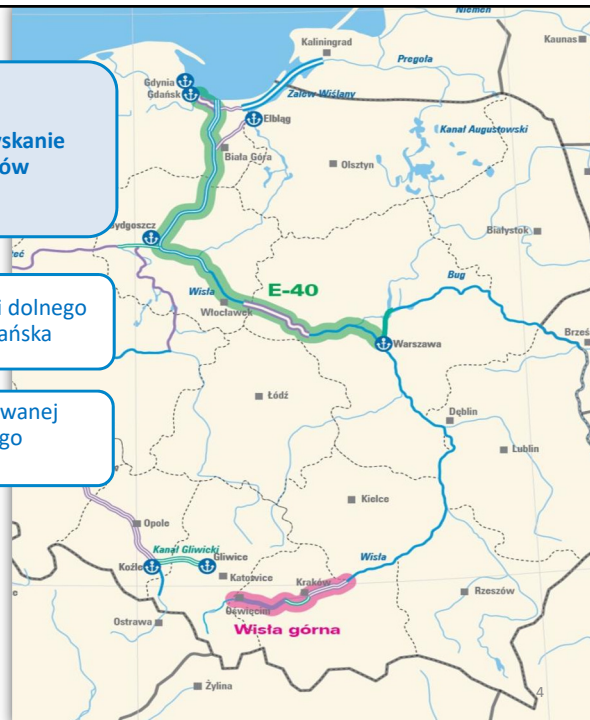 Niemen
Kaliningrad
Kaunas
Pregoła
Gdynia
Gdańsk
Zalew Wiślany
Elbląg
skanie
Kanał Augustowski
Biała Góra
Olsztyn
Białystok
ydgoszcz
Bug
Wisła
E-40
Włocławek
Brześ
Warszawa
i dolnego
ańska
Łódź
Dęblin
wanej
go
Lublin
Kielce
Opole
Kanał Gliwicki
Koźle
Gliwice
Wisła
Katowice
Kraków
Rzeszów
Oświęcim
Ostrawa
Wisła górna
Żylina
4